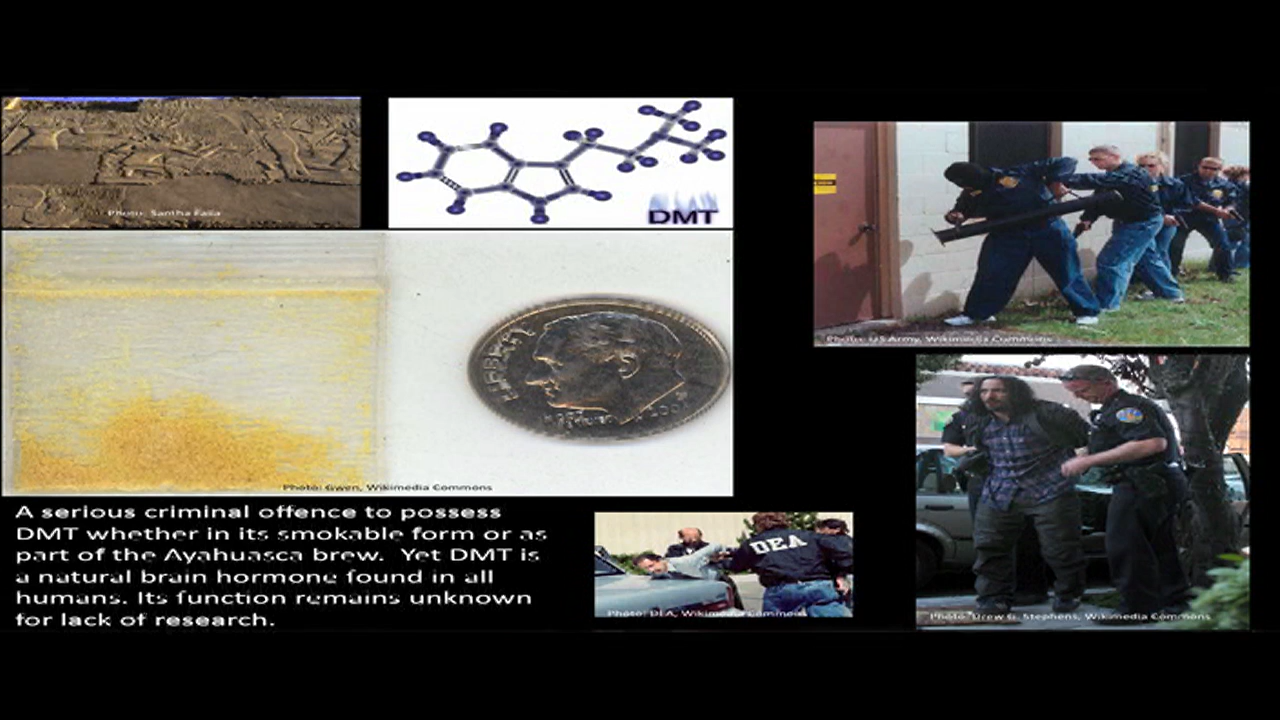 Photo: Santha Faiia
DMT
Photo: Gwen, Wikimedia Commons
LIBERTY
Photo: US Army, Wikimedia Commons
DEA
Photo: DEA, Wikimedia Commons
Photo: Drew G. Stephens, Wikimedia Commons
A serious criminal offence to possess
DMT whether in its smokable form or as
part of the Ayahuasca brew. Yet DMT is
a natural brain hormone found in all
humans. Its function remains unknown
for lack of research.